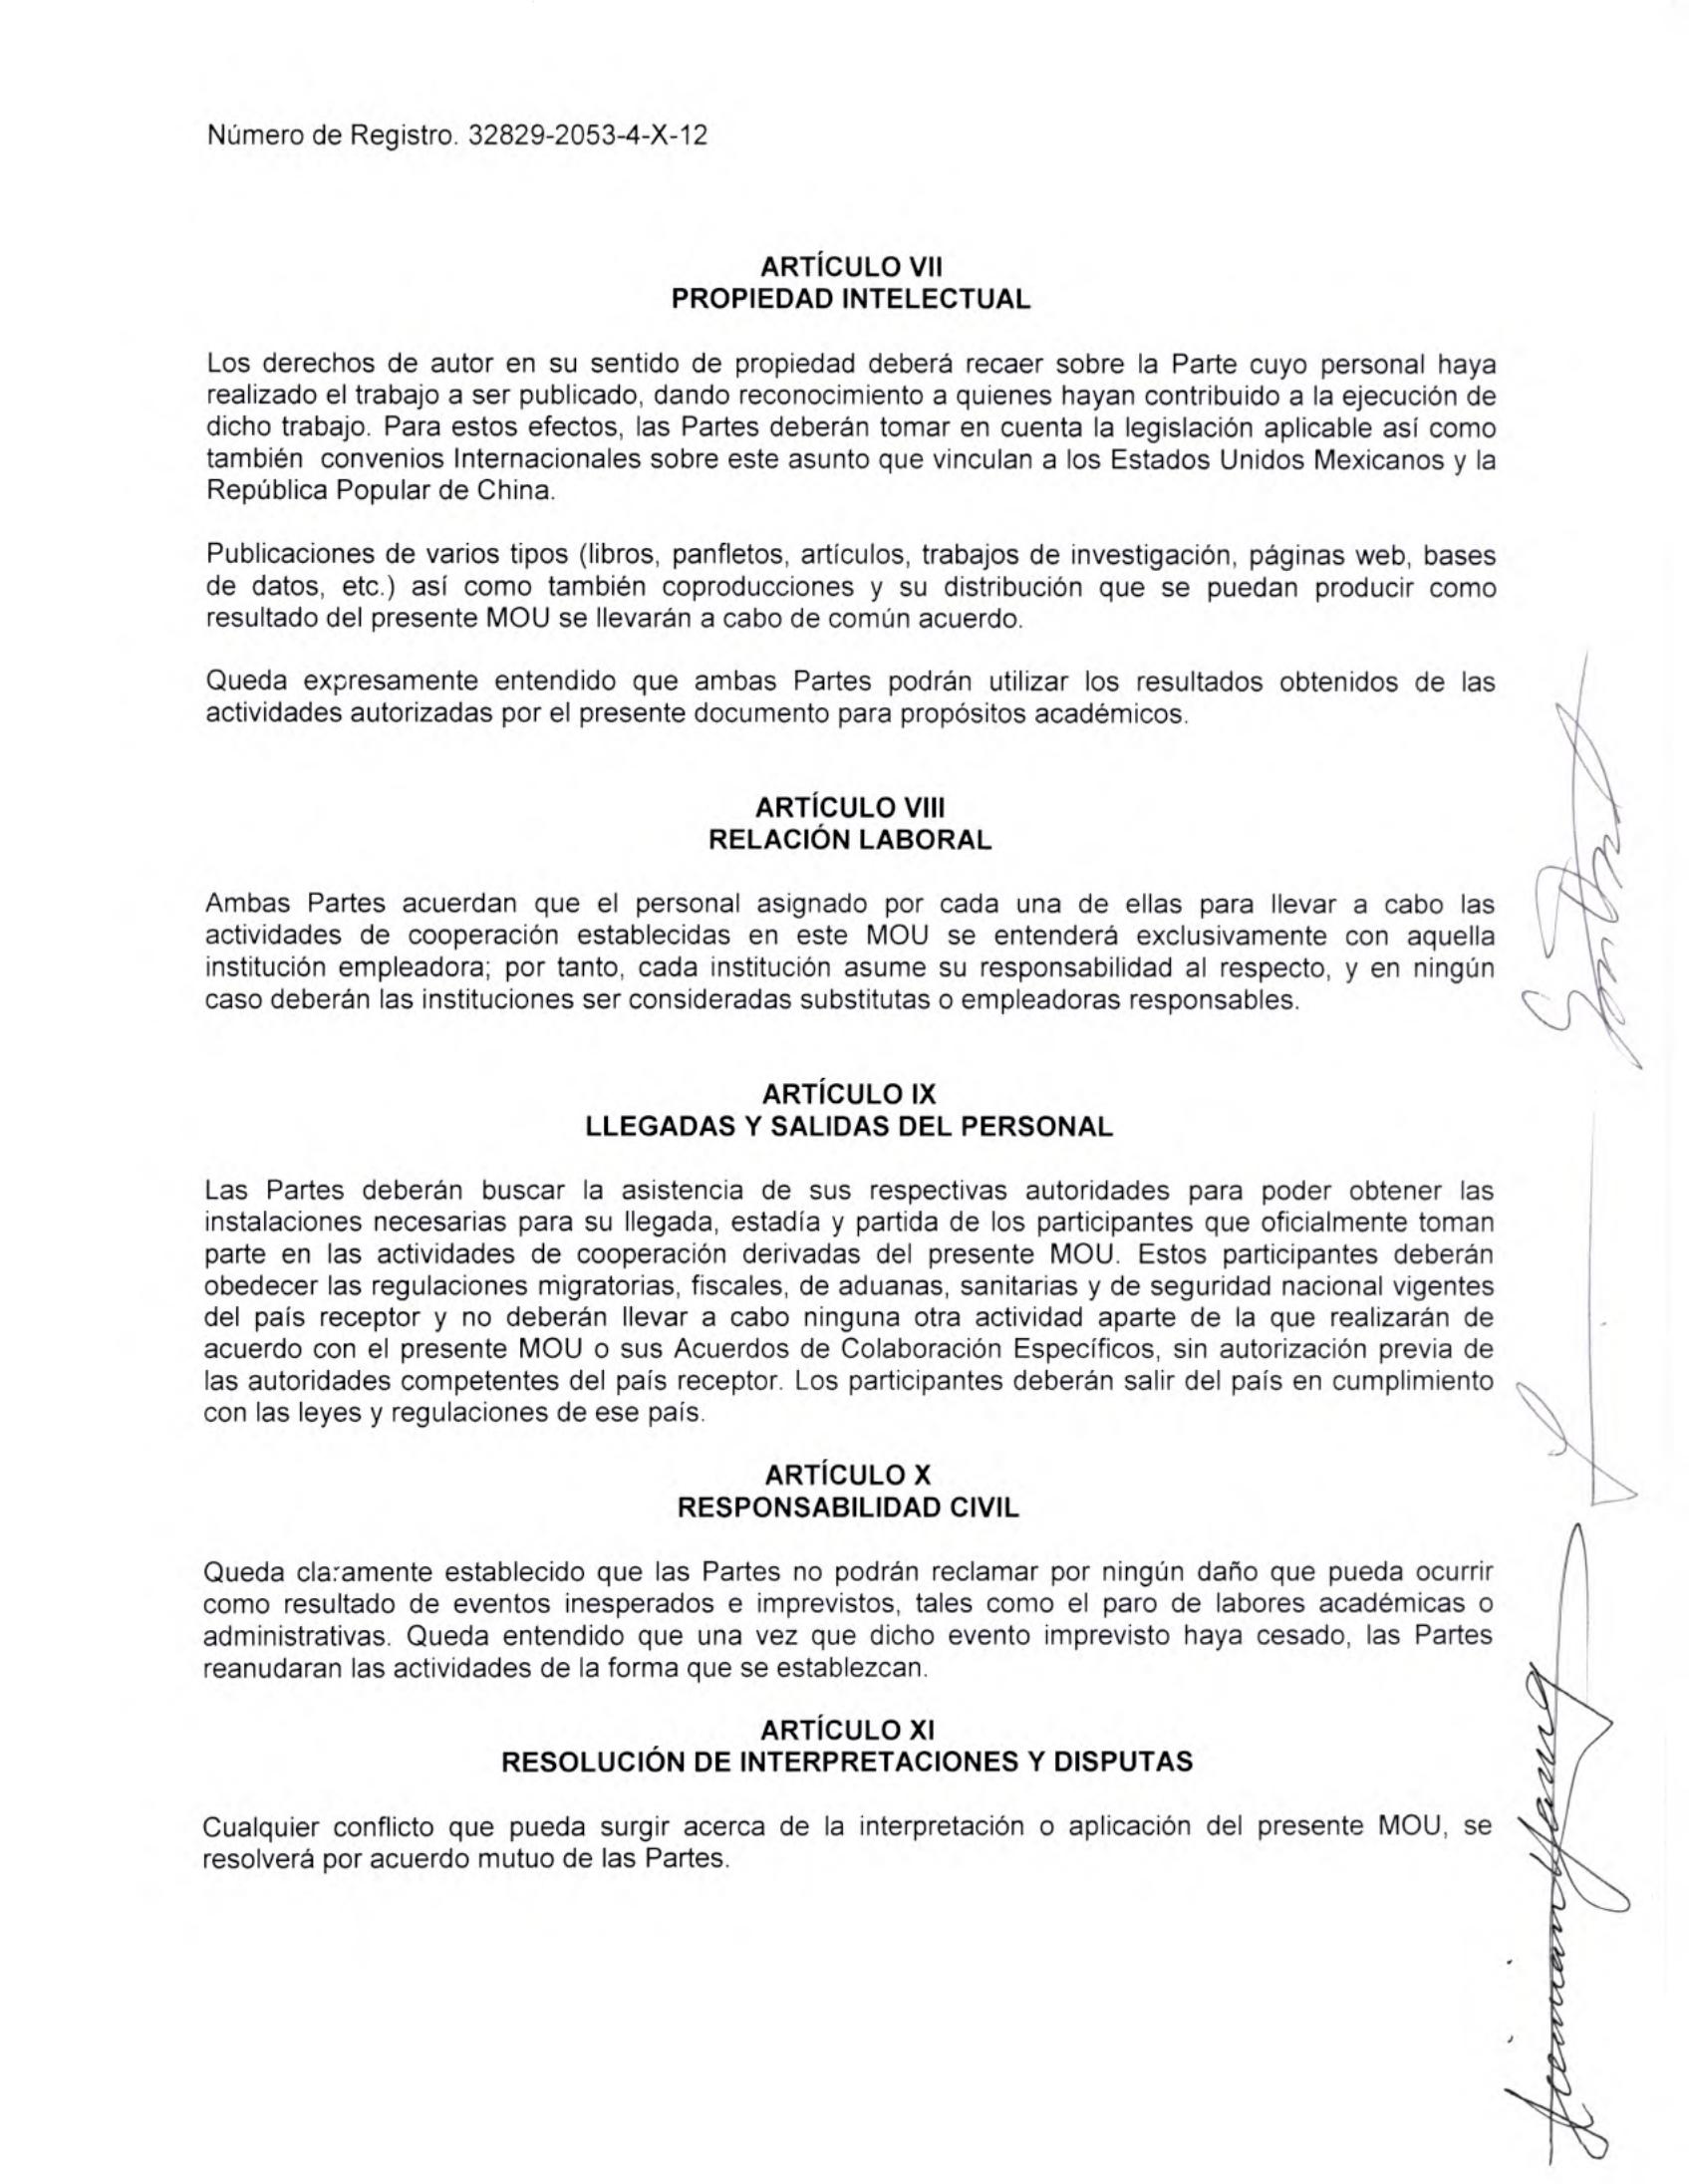 Número de Registro. 32829-2053-4-X-12
ARTÍCULO VII
PROPIEDAD INTELECTUAL
Los derechos de autor en su sentido de propiedad deberá recaer sobre la Parte cuyo personal haya
realizado el trabajo a ser publicado, dando reconocimiento a quienes hayan contribuido a la ejecución de
dicho trabajo. Para estos efectos, las Partes deberán tomar en cuenta la legislación aplicable así como
también convenios Internacionales sobre este asunto que vinculan a los Estados Unidos Mexicanos y la
República Popular de China.
Publicaciones de varios tipos (libros, panfletos, artículos, trabajos de investigación, páginas web, bases
de datos, etc.) así como también coproducciones y su distribución que se puedan producir como
resultado del presente MOU se llevarán a cabo de común acuerdo.
Queda expresamente entendido que ambas Partes podrán utilizar los resultados obtenidos de las
actividades autorizadas por el presente documento para propósitos académicos.
ARTÍCULO VIII
RELACIÓN LABORAL
Ambas Partes acuerdan que el personal asignado por cada una de ellas para llevar a cabo las
actividades de cooperación establecidas en este MOU se entenderá exclusivamente con aquella
institución empleadora; por tanto, cada institución asume su responsabilidad al respecto, y en ningún
caso deberán las instituciones ser consideradas substitutas o empleadoras responsables.
ARTÍCULO IX
LLEGADAS Y SALIDAS DEL PERSONAL
Las Partes deberán buscar la asistencia de sus respectivas autoridades para poder obtener las
instalaciones necesarias para su llegada, estadía y partida de los participantes que oficialmente toman
parte en las actividades de cooperación derivadas del presente MOU. Estos participantes deberán
obedecer las regulaciones migratorias, fiscales, de aduanas, sanitarias y de seguridad nacional vigentes
del país receptor y no deberán llevar a cabo ninguna otra actividad aparte de la que realizarán de
acuerdo con el presente MOU o sus Acuerdos de Colaboración Específicos, sin autorización previa de
las autoridades competentes del país receptor. Los participantes deberán salir del país en cumplimiento
con las leyes y regulaciones de ese país.
ARTÍCULO X
RESPONSABILIDAD CIVIL
Queda claramente establecido que las Partes no podrán reclamar por ningún daño que pueda ocurrir
como resultado de eventos inesperados e imprevistos, tales como el paro de labores académicas o
administrativas. Queda entendido que una vez que dicho evento imprevisto haya cesado, las Partes
reanudaran las actividades de la forma que se establezcan.
ARTÍCULO XI
RESOLUCIÓN DE INTERPRETACIONES Y DISPUTAS
Cualquier conflicto que pueda surgir acerca de la interpretación o aplicación del presente MOU, se
resolverá por acuerdo mutuo de las Partes.